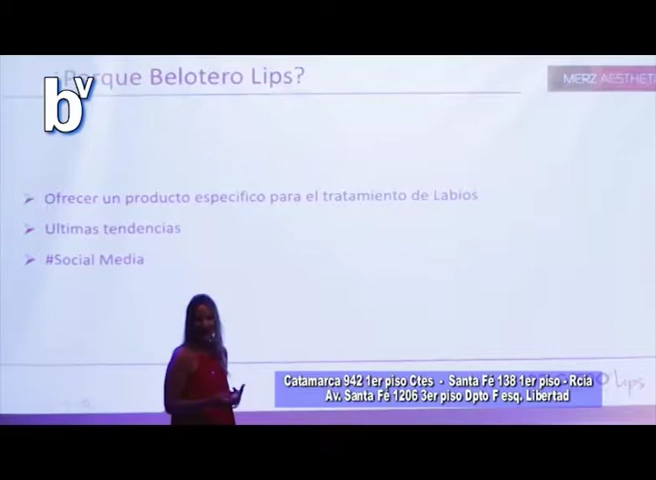 ¿Porque Belotero Lips?
MERZ AESTHETI
bv
➢ Ofrecer un producto especifico para el tratamiento de Labios
➢ Ultimas tendencias
➢ #Social Media
Catamarca 942 1er piso Ctes - Santa Fé 138 1er piso - Rcia
Av. Santa Fé 1206 3er piso Dpto F esq. Libertad
Lips